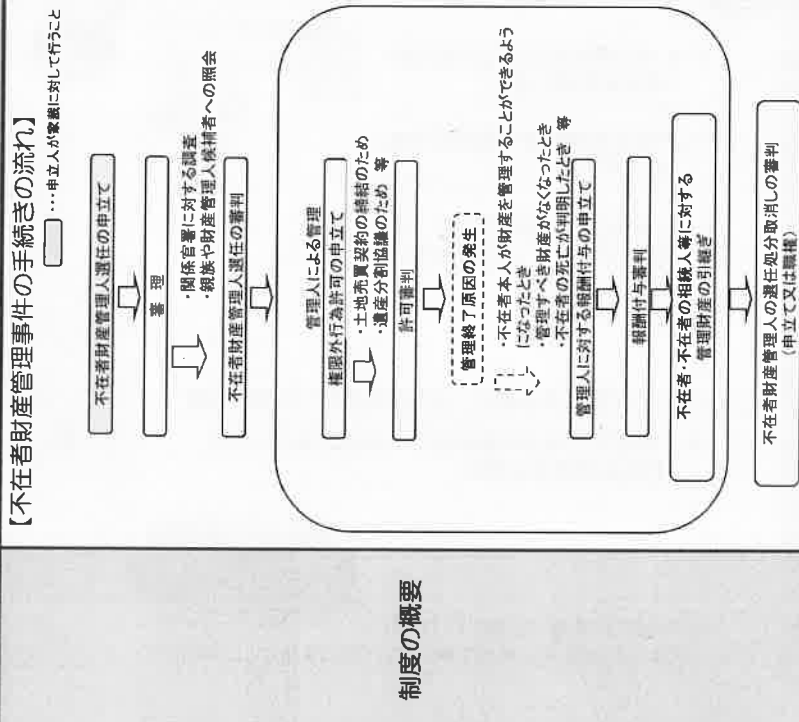 制度の概要
【不在者財産管理事件の手続きの流れ】
・・・申立人が家裁に対して行うこと
不在者財産管理人選任の申立て
審　理
・関係官署に対する調査
・親族や財産管理人候補者への照会
不在者財産管理人選任の審判
管理人による管理
権限外行為許可の申立て
・土地売買契約の締結のため
・遺産分割協議のため　等
許可審判
管理終了原因の発生
・不在者本人が財産を管理することができるよう
になったとき
・管理すべき財産がなくなったとき
・不在者の死亡が判明したとき　等
管理人に対する報酬付与の申立て
報酬付与審判
不在者・不在者の相続人等に対する
管理財産の引継ぎ
不在者財産管理人の選任処分取消しの審判
（申立て又は職権）